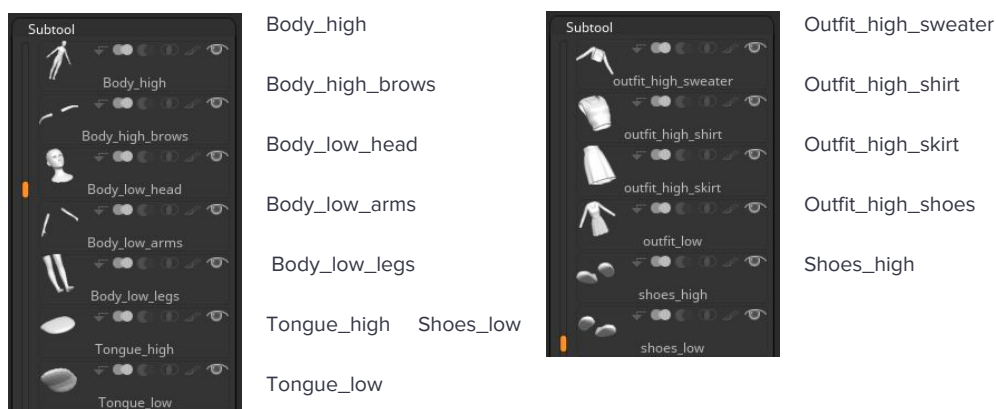 Subtool
Body_high
Body_high_brows
Body_low_head
Body_low_arms
Body_low_legs
Tongue_high
Tongue_low
Body_high
Body_high_brows
Body_low_head
Body_low_arms
Body_low_legs
Tongue_high Shoes_low
Tongue_low
Subtool
outfit_high_sweater
outfit_high_shirt
outfit_high_skirt
outfit_low
shoes_high
shoes_low
Outfit_high_sweater
Outfit_high_shirt
Outfit_high_skirt
Outfit_high_shoes
Shoes_high